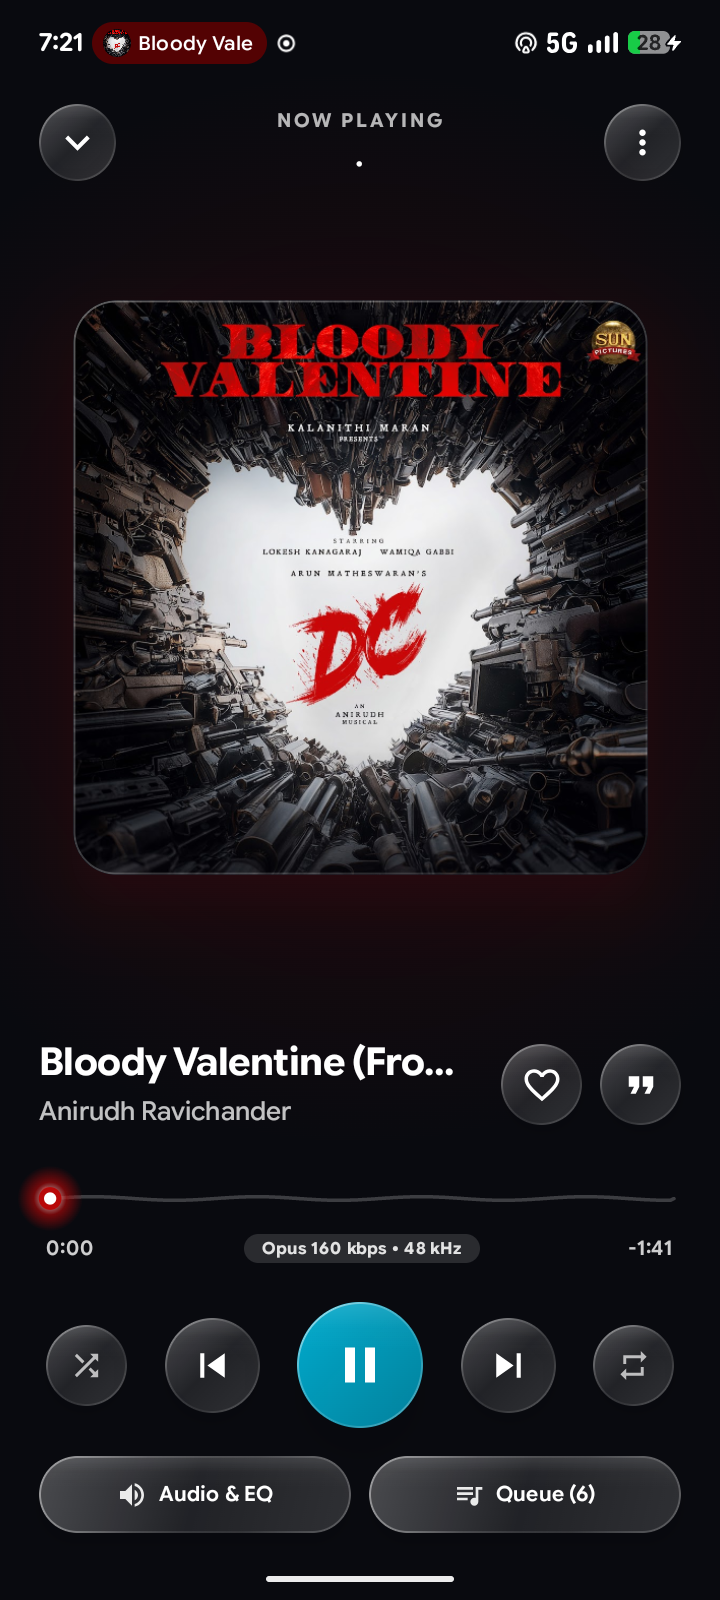 7:21 Bloody Vale 5G 28
NOW PLAYING
BLOODY
VALENTINE
SUN
PICTURES
KALANITHI MARAN
PRESENTS
STARRING
LOKESH KANAGARAJ WAMIQA GABBI
ARUN MATHESWARAN'S
DC
AN
ANIRUDH
MUSICAL
Bloody Valentine (Fro...
Anirudh Ravichander
0:00 Opus 160 kbps • 48 kHz -1:41
Audio & EQ Queue (6)